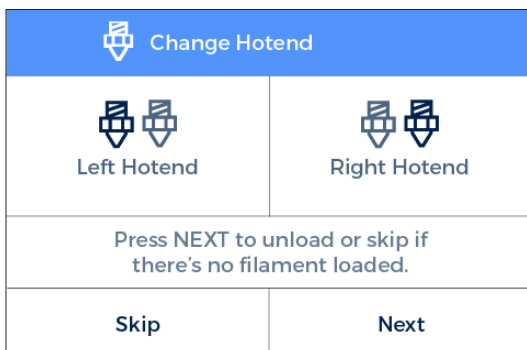 Change Hotend
Left Hotend
Right Hotend
Press NEXT to unload or skip if
there's no filament loaded.
Skip
Next